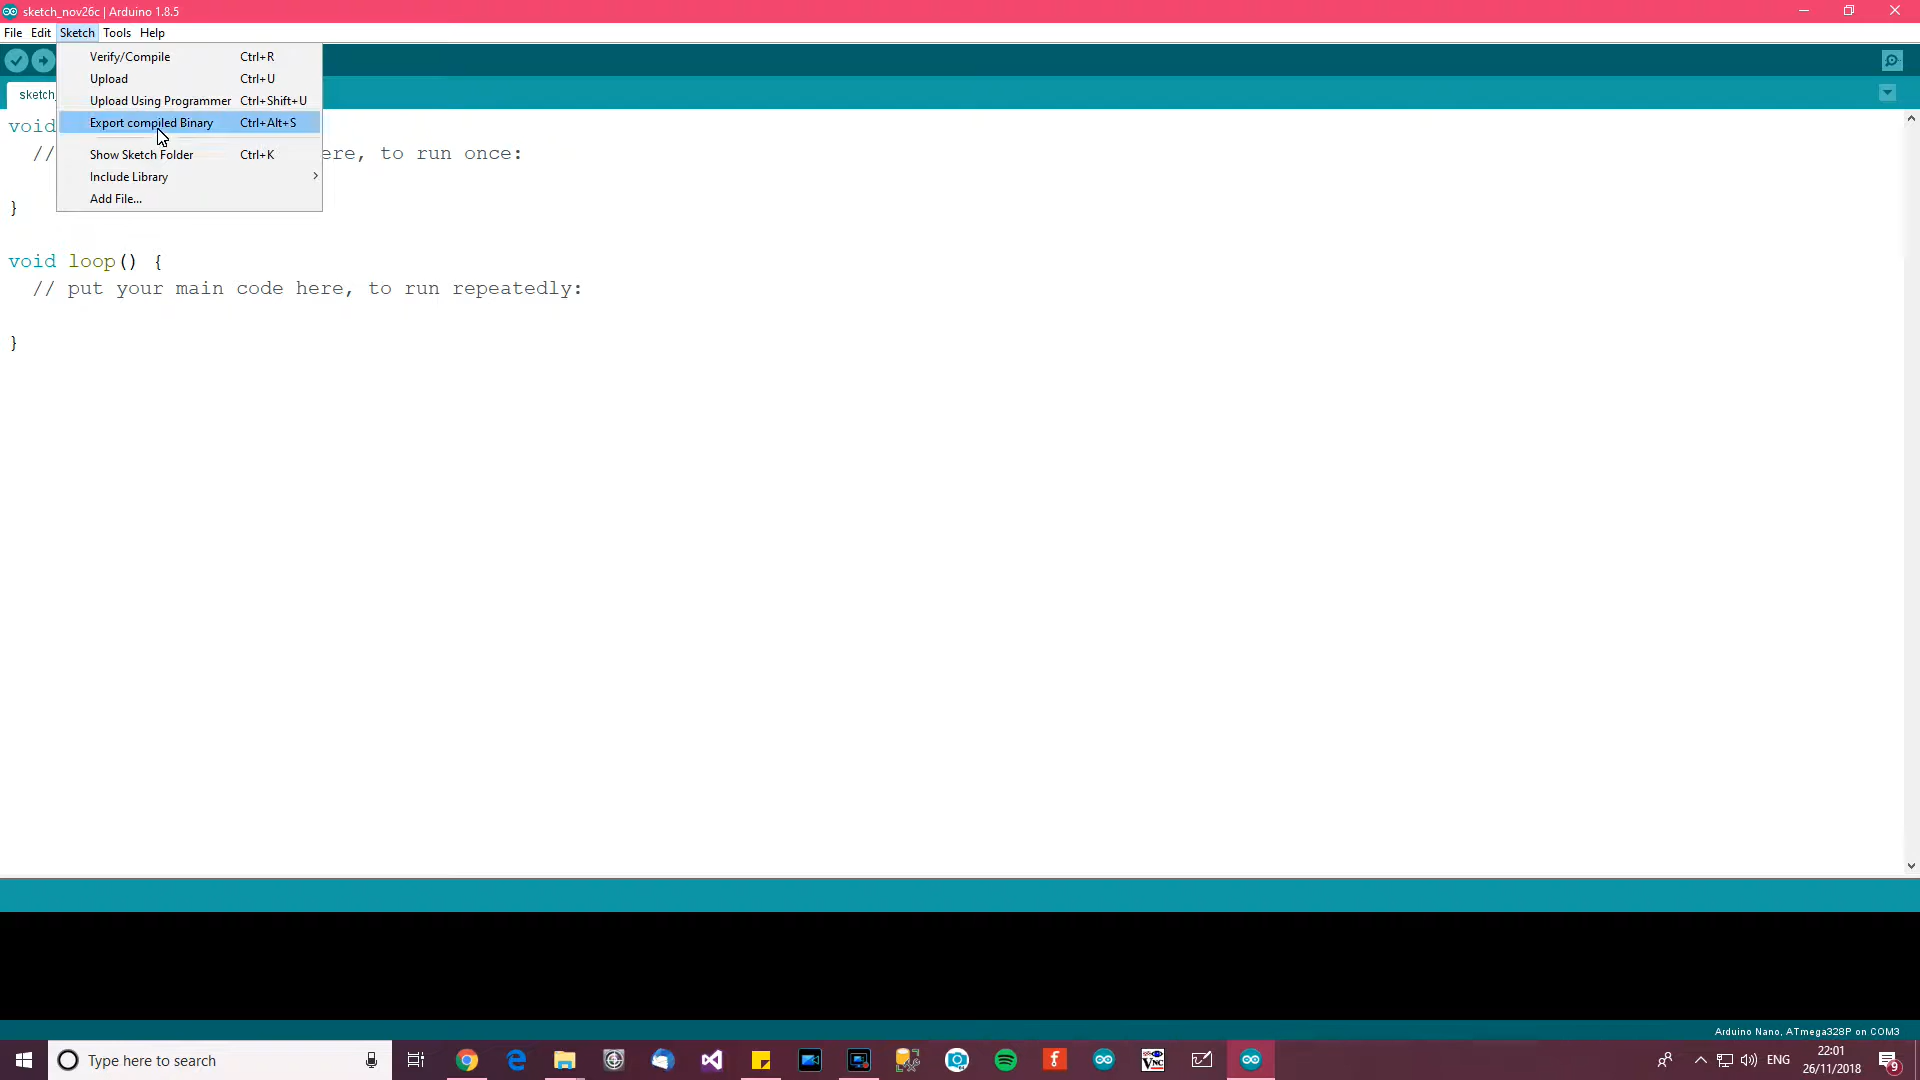 sketch_nov26c | Arduino 1.8.5
File Edit Sketch Tools Help
Verify/Compile Ctrl+R
Upload Ctrl+U
Upload Using Programmer Ctrl+Shift+U
Export compiled Binary Ctrl+Alt+S
Show Sketch Folder Ctrl+K
Include Library
Add File...
sketch_
void
// ere, to run once:
}
void loop() {
// put your main code here, to run repeatedly:
}
Arduino Nano, ATmega328P on COM3
Type here to search
ENG
22:01
26/11/2018
9